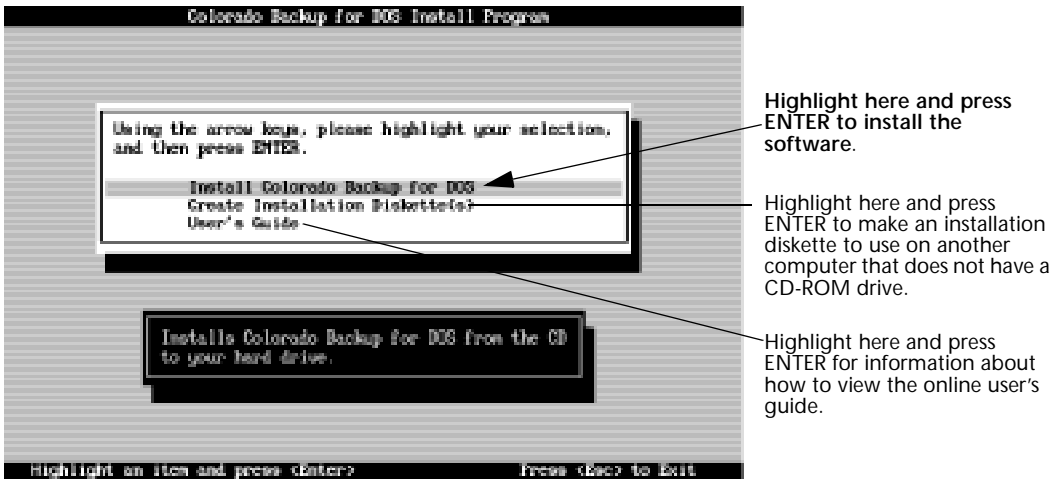 Colorado Backup for DOS Install Program
Using the arrow keys, please highlight your selection,
and then press ENTER.
Install Colorado Backup for DOS
Create Installation Diskette(s)
User's Guide
Installs Colorado Backup for DOS from the CD
to your hard drive.
Highlight an item and press <Enter>
Press <Esc> to Exit
Highlight here and press
ENTER to install the
software.
Highlight here and press
ENTER to make an installation
diskette to use on another
computer that does not have a
CD-ROM drive.
Highlight here and press
ENTER for information about
how to view the online user's
guide.